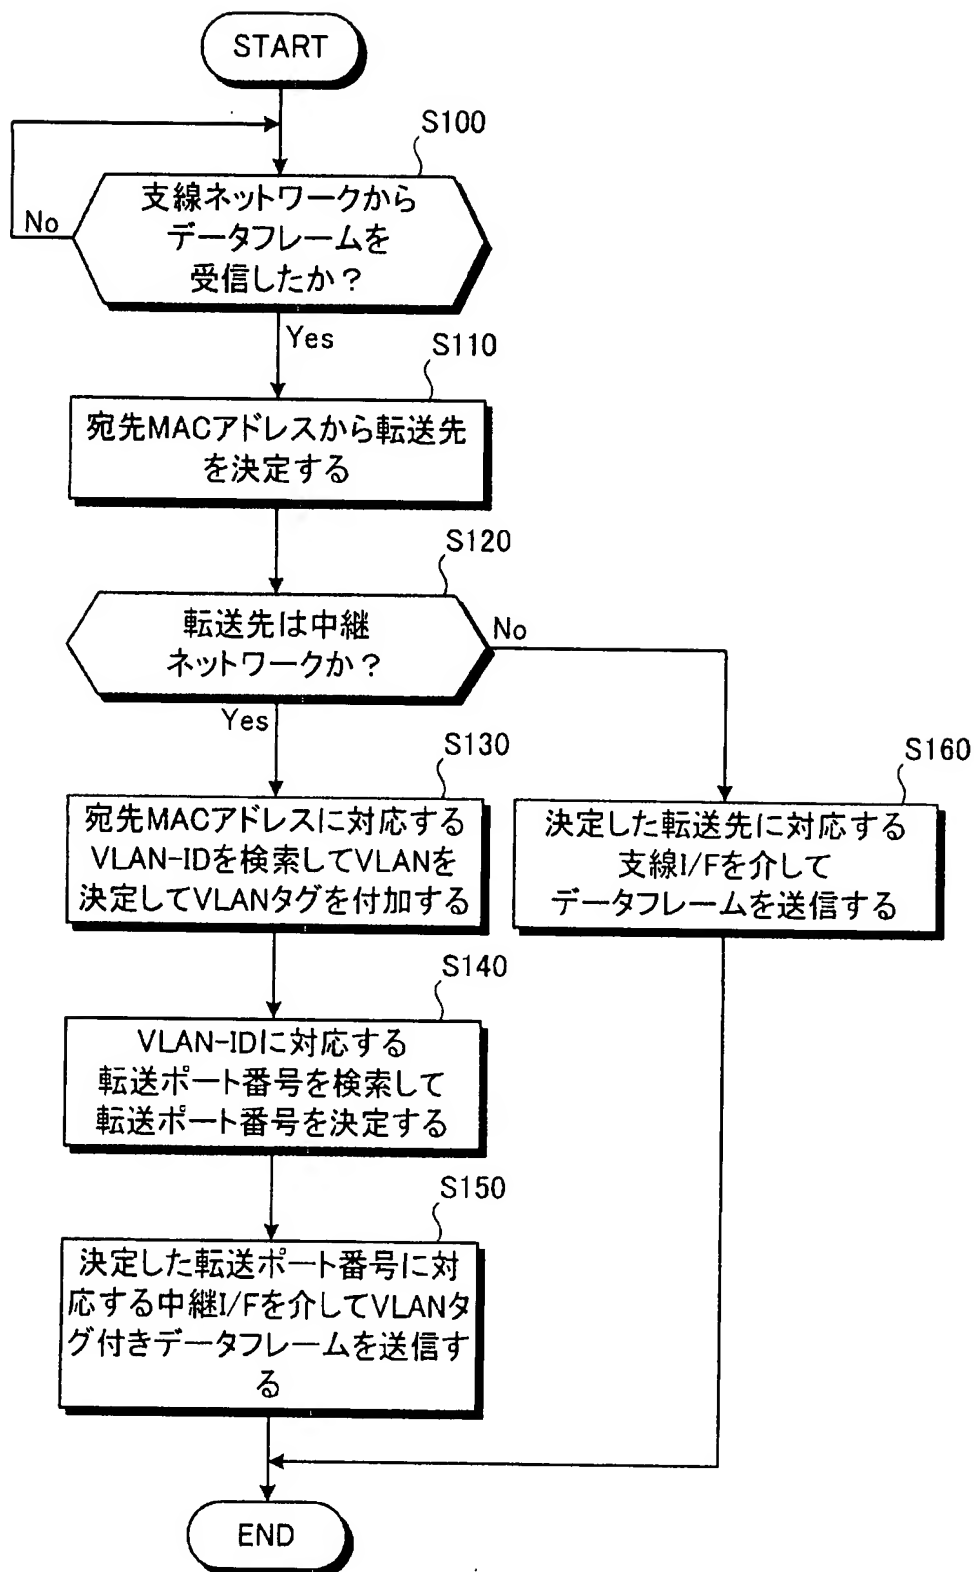 START
S100
支線ネットワークから
データフレームを
受信したか？
No
Yes
S110
宛先MACアドレスから転送先
を決定する
S120
転送先は中継
ネットワークか？
No
Yes
S130
宛先MACアドレスに対応する
VLAN-IDを検索してVLANを
決定してVLANタグを付加する
S160
決定した転送先に対応する
支線I/Fを介して
データフレームを送信する
S140
VLAN-IDに対応する
転送ポート番号を検索して
転送ポート番号を決定する
S150
決定した転送ポート番号に対
応する中継I/Fを介してVLANタ
グ付きデータフレームを送信す
る
END